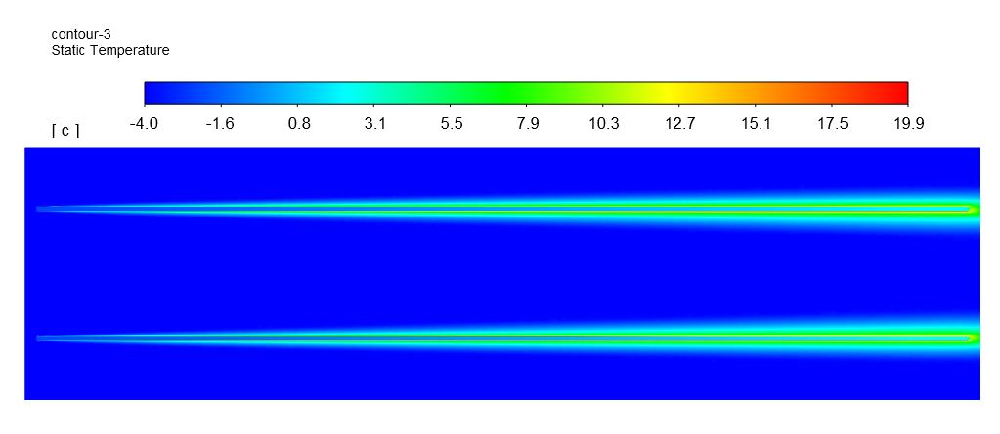 contour-3
Static Temperature
[ c ] -4.0 -1.6 0.8 3.1 5.5 7.9 10.3 12.7 15.1 17.5 19.9